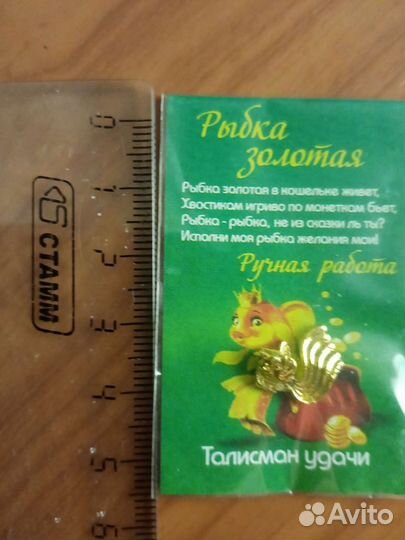 Рыбка
золотая
Рыбка золотая в кошельке живет,
Хвостиком игриво по монеткам бьет,
Рыбка - рыбка, не из сказки ль ты?
Исполни моя рыбка желания мои!
Ручная работа
Талисман удачи
СТАММ
0
1
2
3
4
5
6
Avito